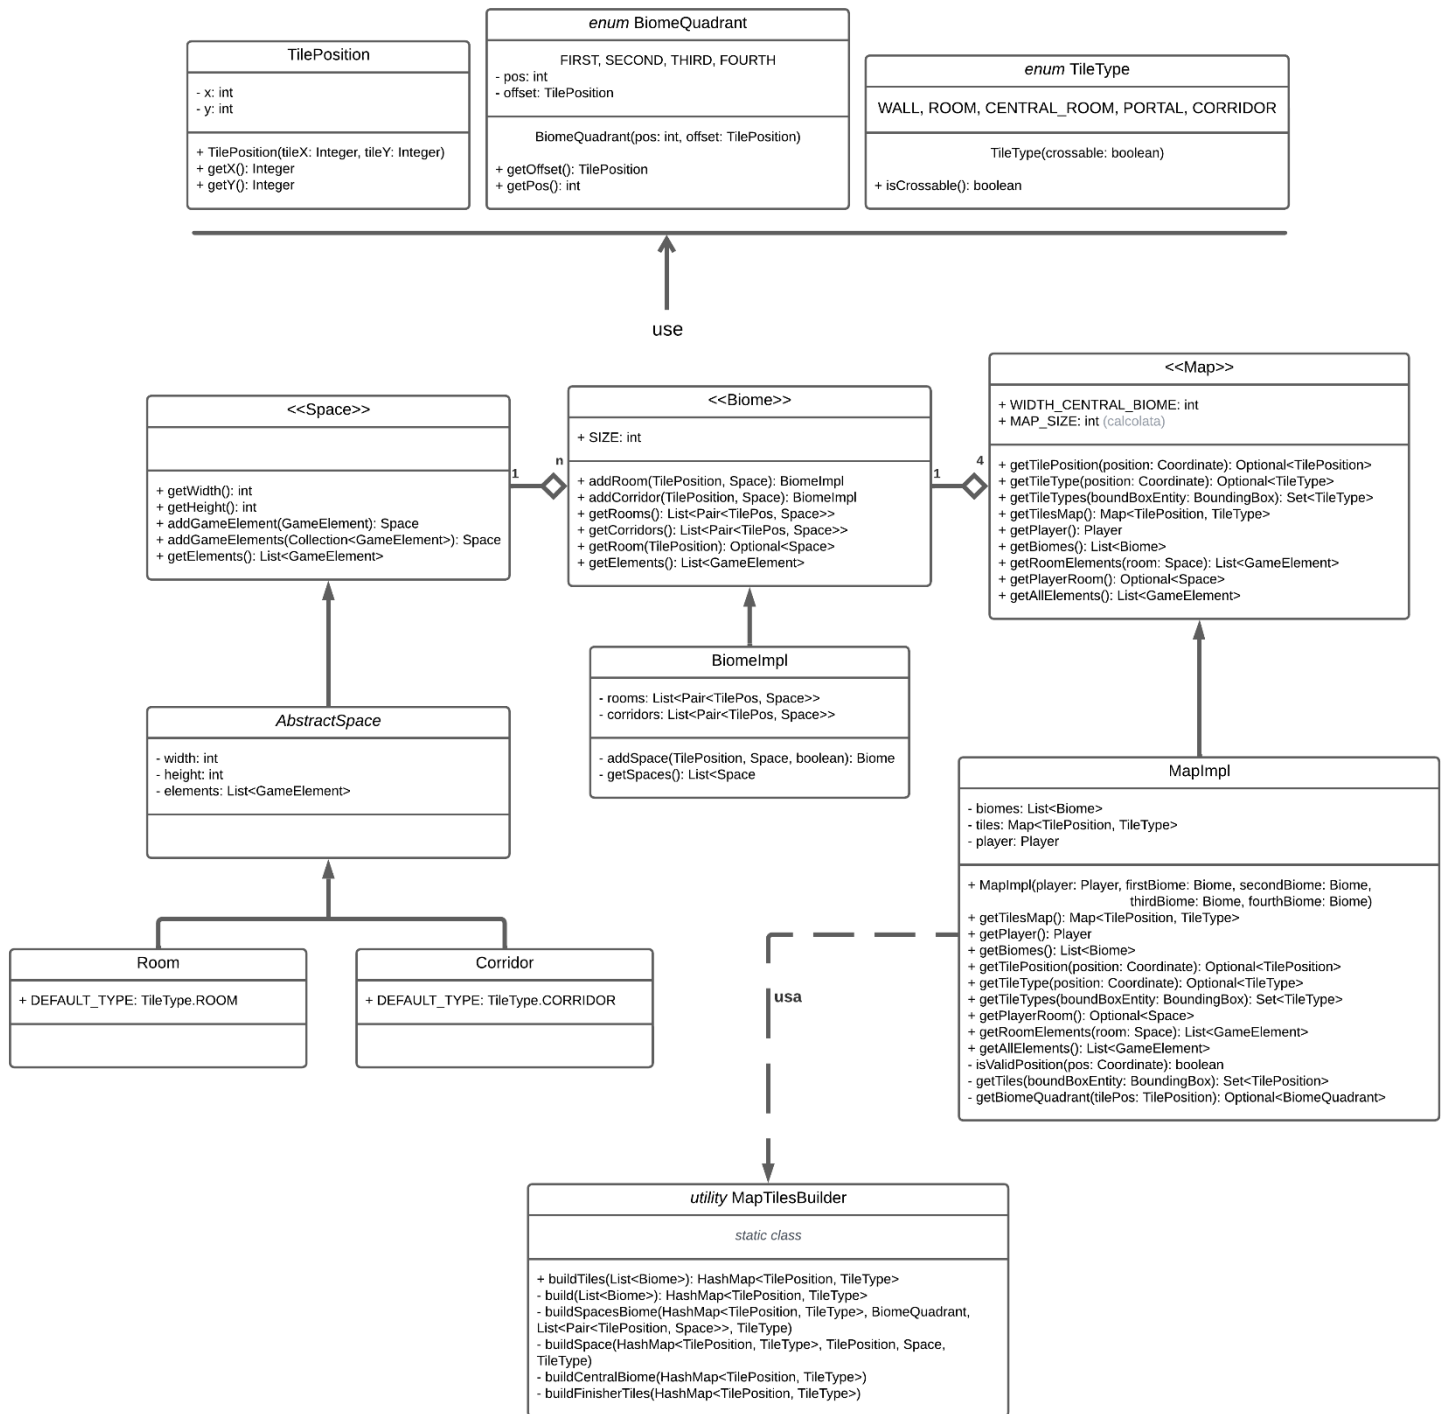 TilePosition
- x: int
- y: int
+ TilePosition(tileX: Integer, tileY: Integer)
+ getX(): Integer
+ getY(): Integer
enum BiomeQuadrant
FIRST, SECOND, THIRD, FOURTH
- pos: int
- offset: TilePosition
BiomeQuadrant(pos: int, offset: TilePosition)
+ getOffset(): TilePosition
+ getPos(): int
enum TileType
WALL, ROOM, CENTRAL_ROOM, PORTAL, CORRIDOR
TileType(crossable: boolean)
+ isCrossable(): boolean
use
<<Space>>
+ getWidth(): int
+ getHeight(): int
+ addGameElement(GameElement): Space
+ addGameElements(Collection<GameElement>): Space
+ getElements(): List<GameElement>
1
n
<<Biome>>
+ SIZE: int
+ addRoom(TilePosition, Space): BiomeImpl
+ addCorridor(TilePosition, Space): BiomeImpl
+ getRooms(): List<Pair<TilePos, Space>>
+ getCorridors(): List<Pair<TilePos, Space>>
+ getRoom(TilePosition): Optional<Space>
+ getElements(): List<GameElement>
1
4
<<Map>>
+ WIDTH_CENTRAL_BIOME: int
+ MAP_SIZE: int (calcolata)
+ getTilePosition(position: Coordinate): Optional<TilePosition>
+ getTileType(position: Coordinate): Optional<TileType>
+ getTileTypes(boundBoxEntity: BoundingBox): Set<TileType>
+ getTilesMap(): Map<TilePosition, TileType>
+ getPlayer(): Player
+ getBiomes(): List<Biome>
+ getRoomElements(room: Space): List<GameElement>
+ getPlayerRoom(): Optional<Space>
+ getAllElements(): List<GameElement>
BiomeImpl
- rooms: List<Pair<TilePos, Space>>
- corridors: List<Pair<TilePos, Space>>
- addSpace(TilePosition, Space, boolean): Biome
- getSpaces(): List<Space
AbstractSpace
- width: int
- height: int
- elements: List<GameElement>
MapImpl
- biomes: List<Biome>
- tiles: Map<TilePosition, TileType>
- player: Player
+ MapImpl(player: Player, firstBiome: Biome, secondBiome: Biome,
thirdBiome: Biome, fourthBiome: Biome)
+ getTilesMap(): Map<TilePosition, TileType>
+ getPlayer(): Player
+ getBiomes(): List<Biome>
+ getTilePosition(position: Coordinate): Optional<TilePosition>
+ getTileType(position: Coordinate): Optional<TileType>
+ getTileTypes(boundBoxEntity: BoundingBox): Set<TileType>
+ getPlayerRoom(): Optional<Space>
+ getRoomElements(room: Space): List<GameElement>
+ getAllElements(): List<GameElement>
- isValidPosition(pos: Coordinate): boolean
- getTiles(boundBoxEntity: BoundingBox): Set<TilePosition>
- getBiomeQuadrant(tilePos: TilePosition): Optional<BiomeQuadrant>
Room
+ DEFAULT_TYPE: TileType.ROOM
Corridor
+ DEFAULT_TYPE: TileType.CORRIDOR
usa
utility MapTilesBuilder
static class
+ buildTiles(List<Biome>): HashMap<TilePosition, TileType>
- build(List<Biome>): HashMap<TilePosition, TileType>
- buildSpacesBiome(HashMap<TilePosition, TileType>, BiomeQuadrant,
List<Pair<TilePosition, Space>>, TileType)
- buildSpace(HashMap<TilePosition, TileType>, TilePosition, Space,
TileType)
- buildCentralBiome(HashMap<TilePosition, TileType>)
- buildFinisherTiles(HashMap<TilePosition, TileType>)